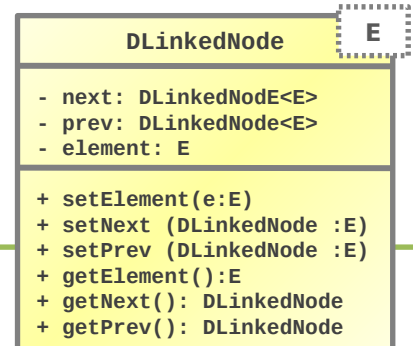 DLinkedNode
E
- next: DLinkedNodE<E>
- prev: DLinkedNode<E>
- element: E
+ setElement(e:E)
+ setNext (DLinkedNode :E)
+ setPrev (DLinkedNode :E)
+ getElement():E
+ getNext(): DLinkedNode
+ getPrev(): DLinkedNode